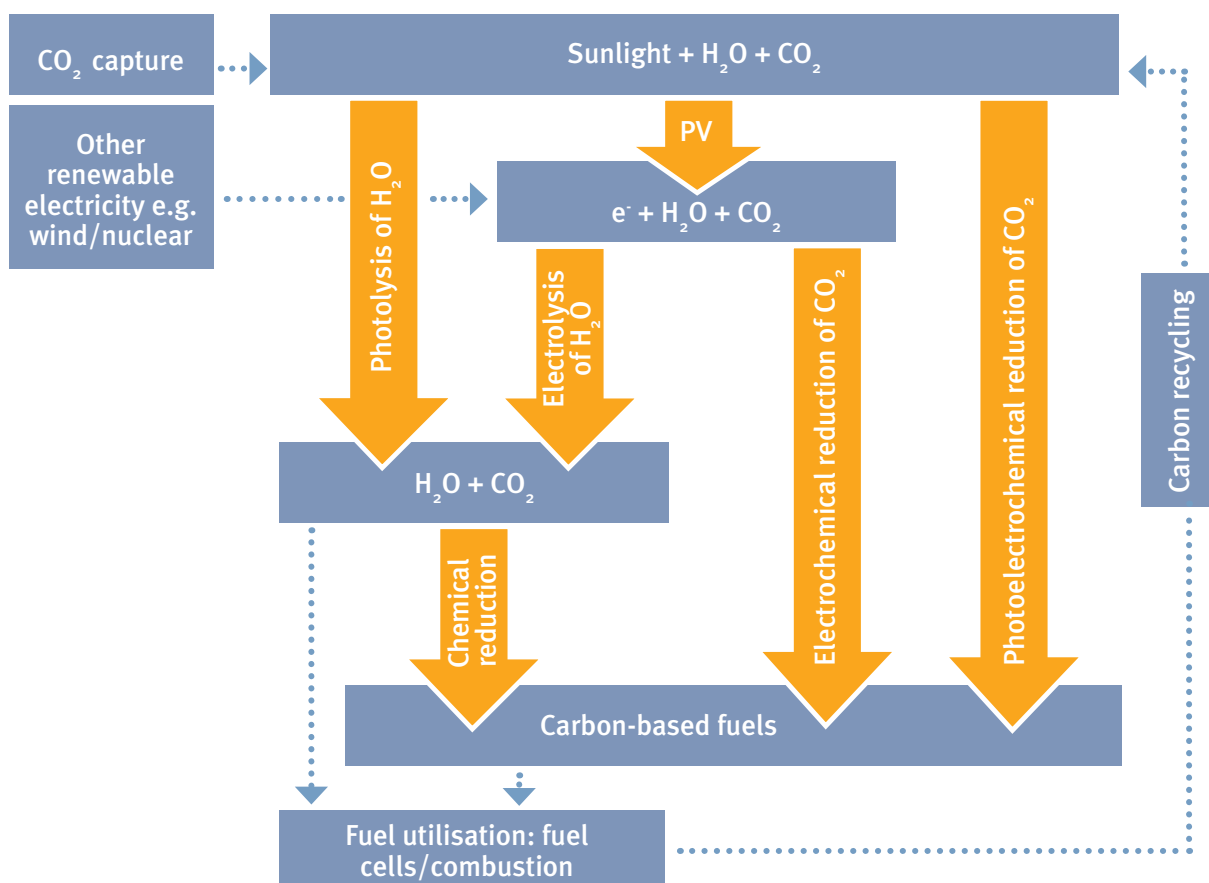 CO₂ capture
Sunlight + H₂O + CO₂
Other
renewable
electricity e.g.
wind/nuclear
PV
e⁻ + H₂O + CO₂
Photolysis of H₂O
Electrolysis
of H₂O
Electrochemical reduction of CO₂
Photoelectrochemical reduction of CO₂
Carbon recycling
H₂O + CO₂
Chemical
reduction
Carbon-based fuels
Fuel utilisation: fuel
cells/combustion